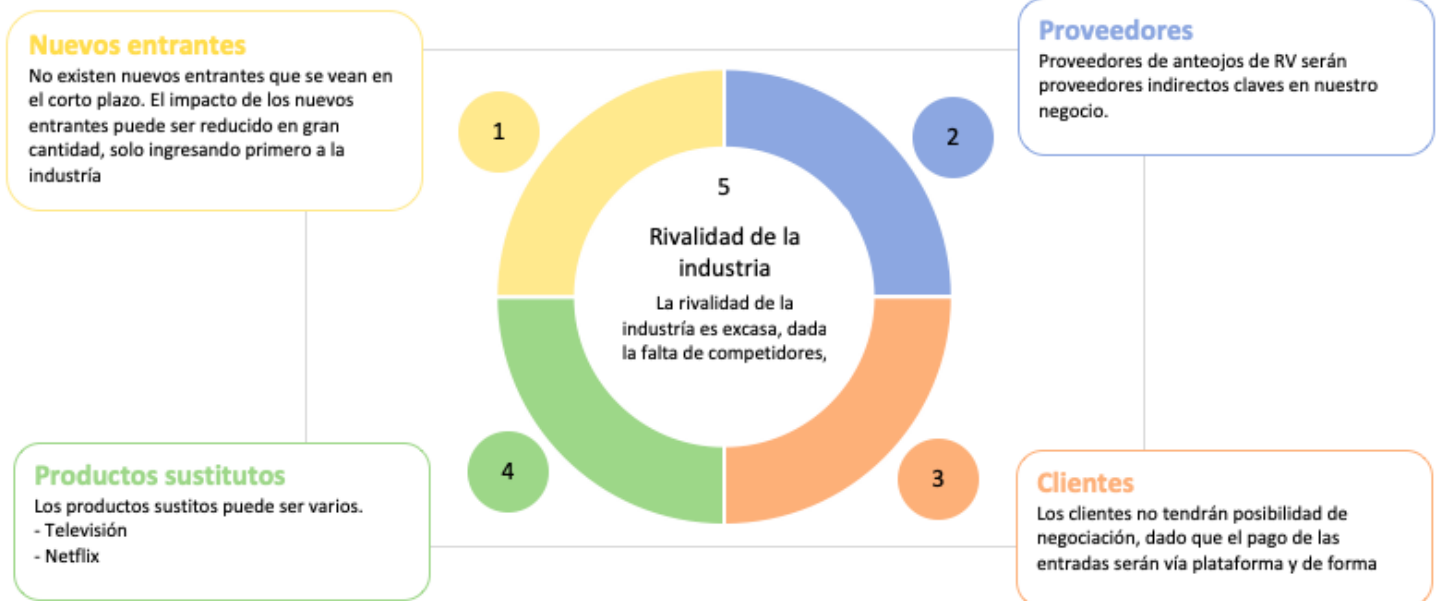 Nuevos entrantes
No existen nuevos entrantes que se vean en
el corto plazo. El impacto de los nuevos
entrantes puede ser reducido en gran
cantidad, solo ingresando primero a la
industría
1
2
Proveedores
Proveedores de anteojos de RV serán
proveedores indirectos claves en nuestro
negocio.
5
Rivalidad de la
industria
La rivalidad de la
industría es excasa, dada
la falta de competidores,
4
3
Productos sustitutos
Los productos sustitos puede ser varios.
- Televisión
- Netflix
Clientes
Los clientes no tendrán posibilidad de
negociación, dado que el pago de las
entradas serán vía plataforma y de forma